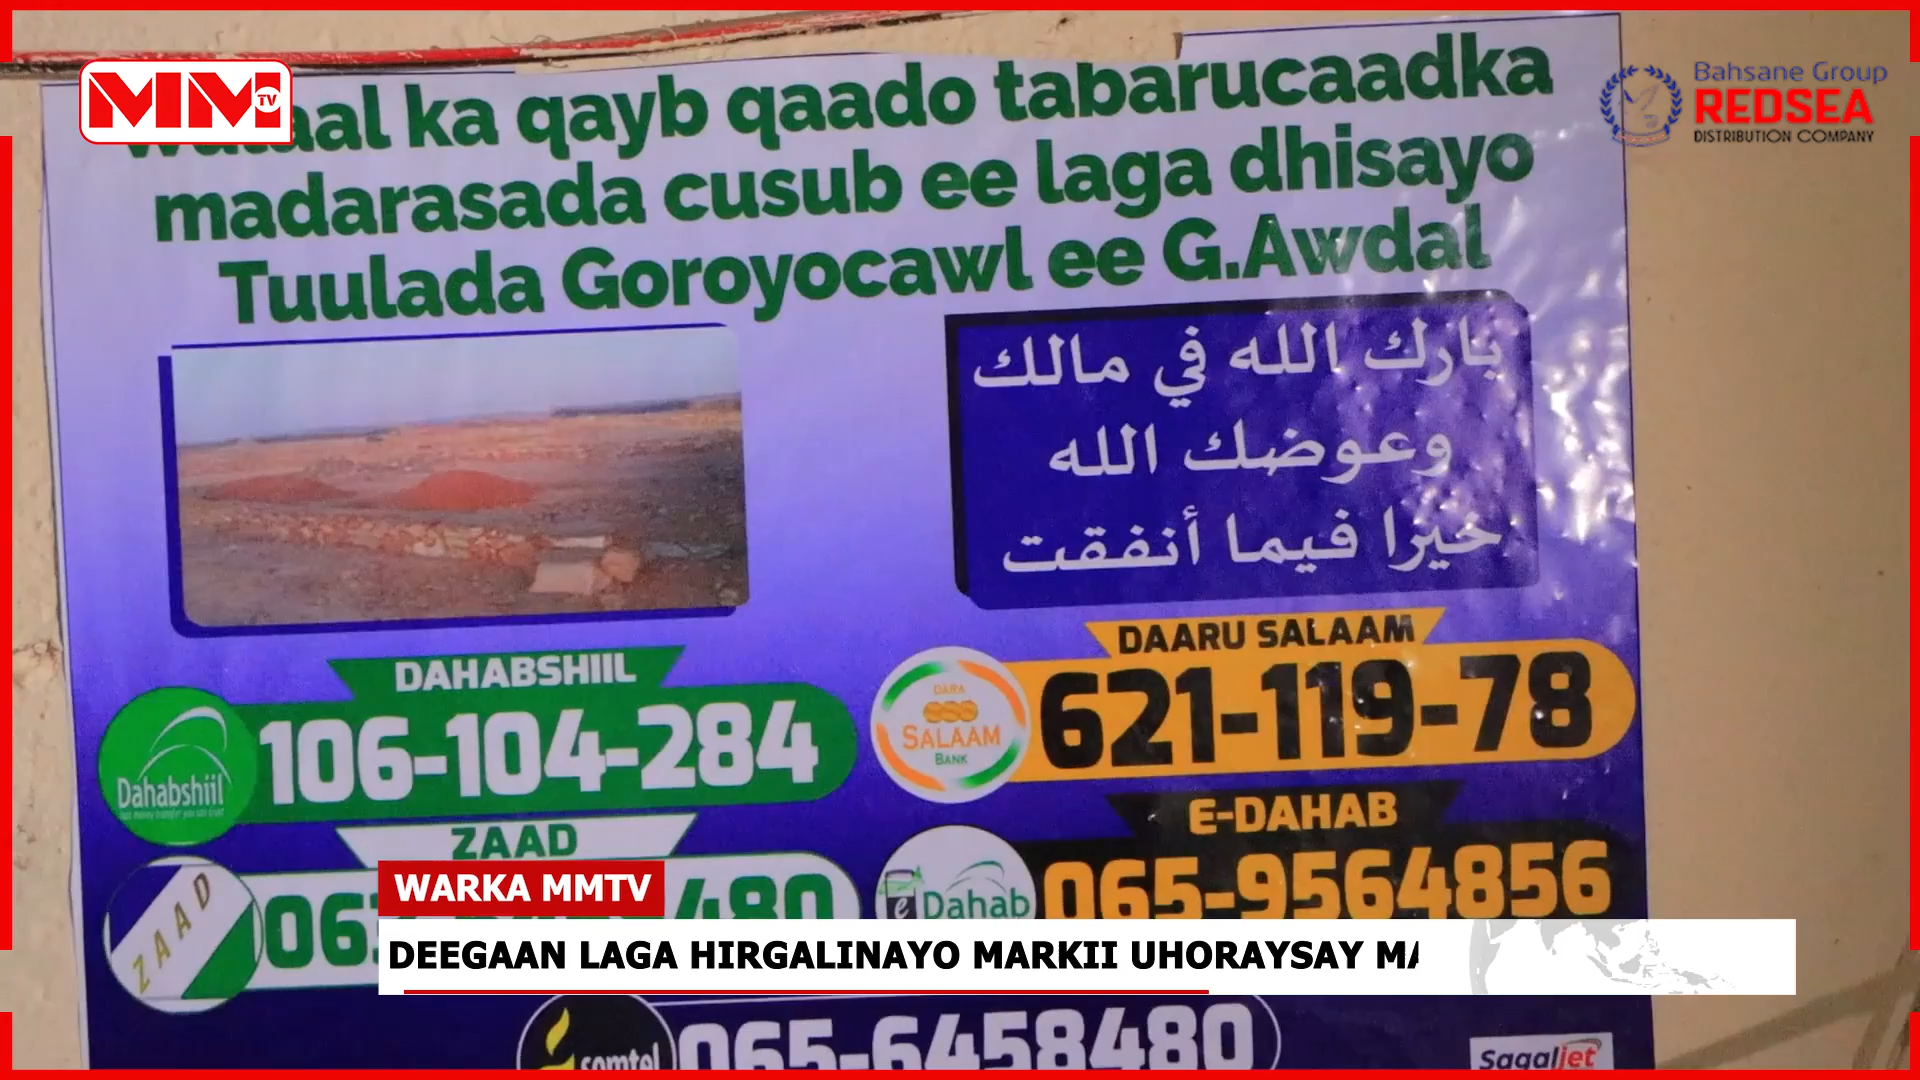 MM TV
Bahsane Group
REDSEA
DISTRIBUTION COMPANY
ka qayb qaado tabarucaadka
madarasada cusub ee laga dhisayo
Tuulada Goroyocawl ee G.Awdal
بارك الله في مالك
وعوضك الله
خيرا فيما أنفقت
DAHABSHIIL
Dahabshiil
106-104-284
DAARU SALAAM
DARA
SALAAM
BANK
621-119-78
ZAAD
ZAAD
E-DAHAB
e Dahab
065-9564856
WARKA MMTV
DEEGAAN LAGA HIRGALINAYO MARKII UHORAYSAY
somtel
065-6458480
Sagaljet